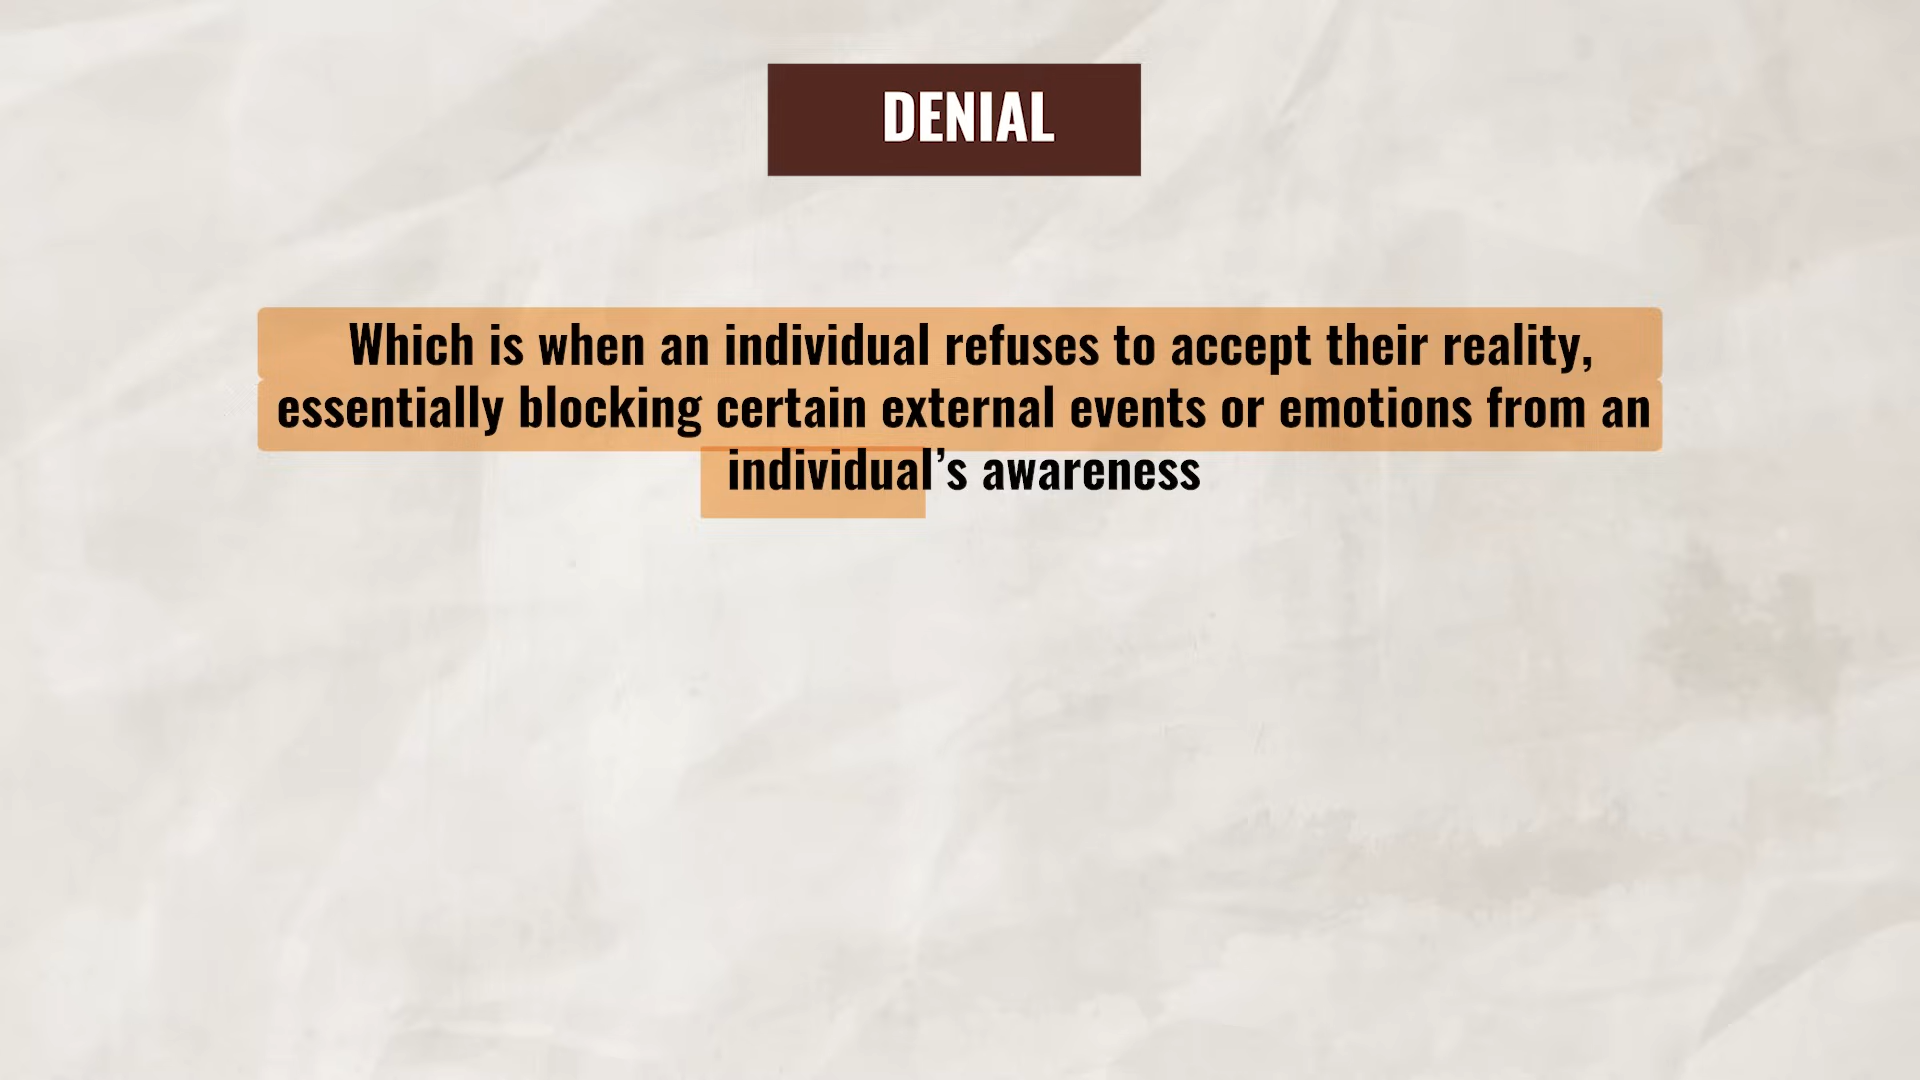 DENIAL
Which is when an individual refuses to accept their reality,
essentially blocking certain external events or emotions from an
individual’s awareness